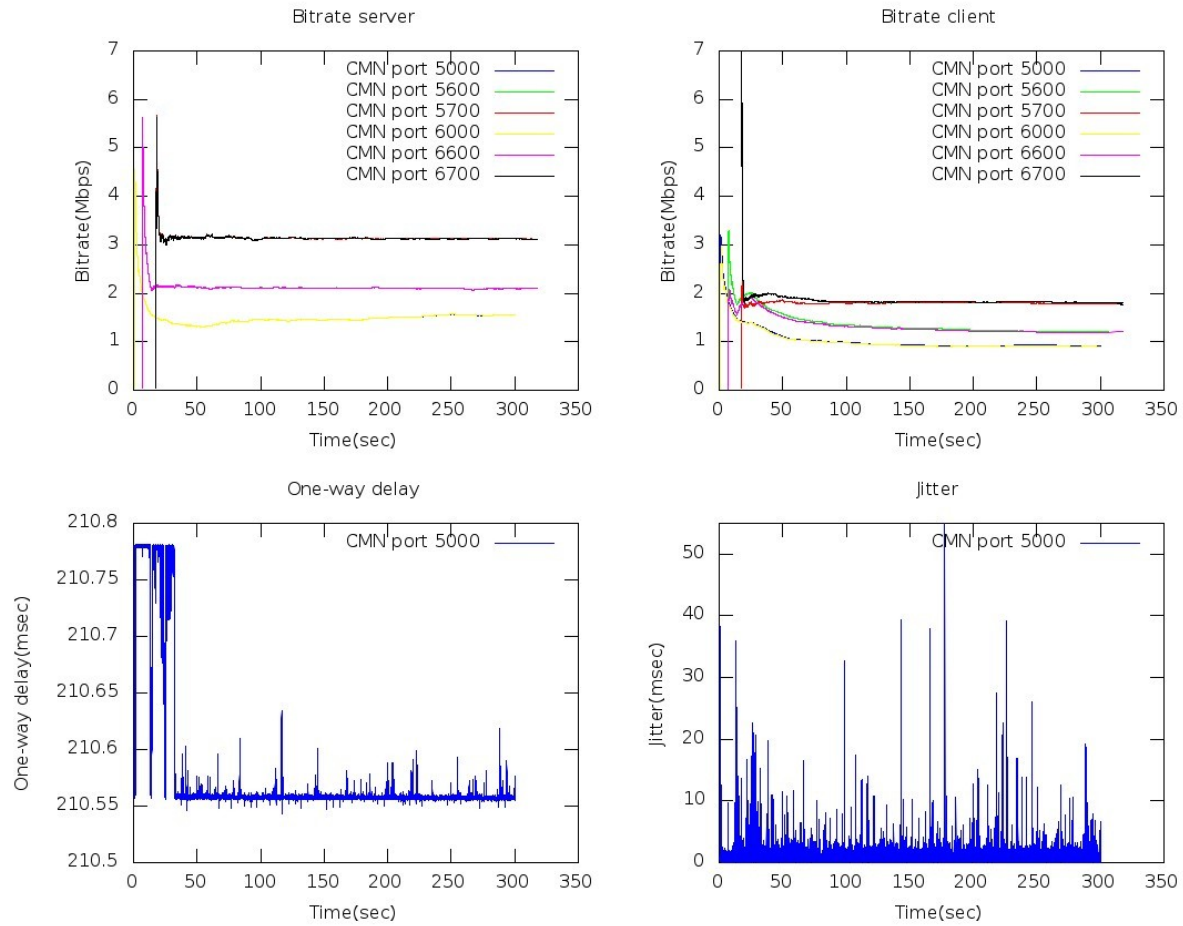 Bitrate server
7
6
5
4
3
2
1
0
Bitrate(Mbps)
CMN port 5000
CMN port 5600
CMN port 5700
CMN port 6000
CMN port 6600
CMN port 6700
0 50 100 150 200 250 300 350
Time(sec)
Bitrate client
7
6
5
4
3
2
1
0
Bitrate(Mbps)
CMN port 5000
CMN port 5600
CMN port 5700
CMN port 6000
CMN port 6600
CMN port 6700
0 50 100 150 200 250 300 350
Time(sec)
One-way delay
210.8
210.75
210.7
210.65
210.6
210.55
210.5
One-way delay(msec)
CMN port 5000
0 50 100 150 200 250 300 350
Time(sec)
Jitter
50
40
30
20
10
0
Jitter(msec)
CMN port 5000
0 50 100 150 200 250 300 350
Time(sec)